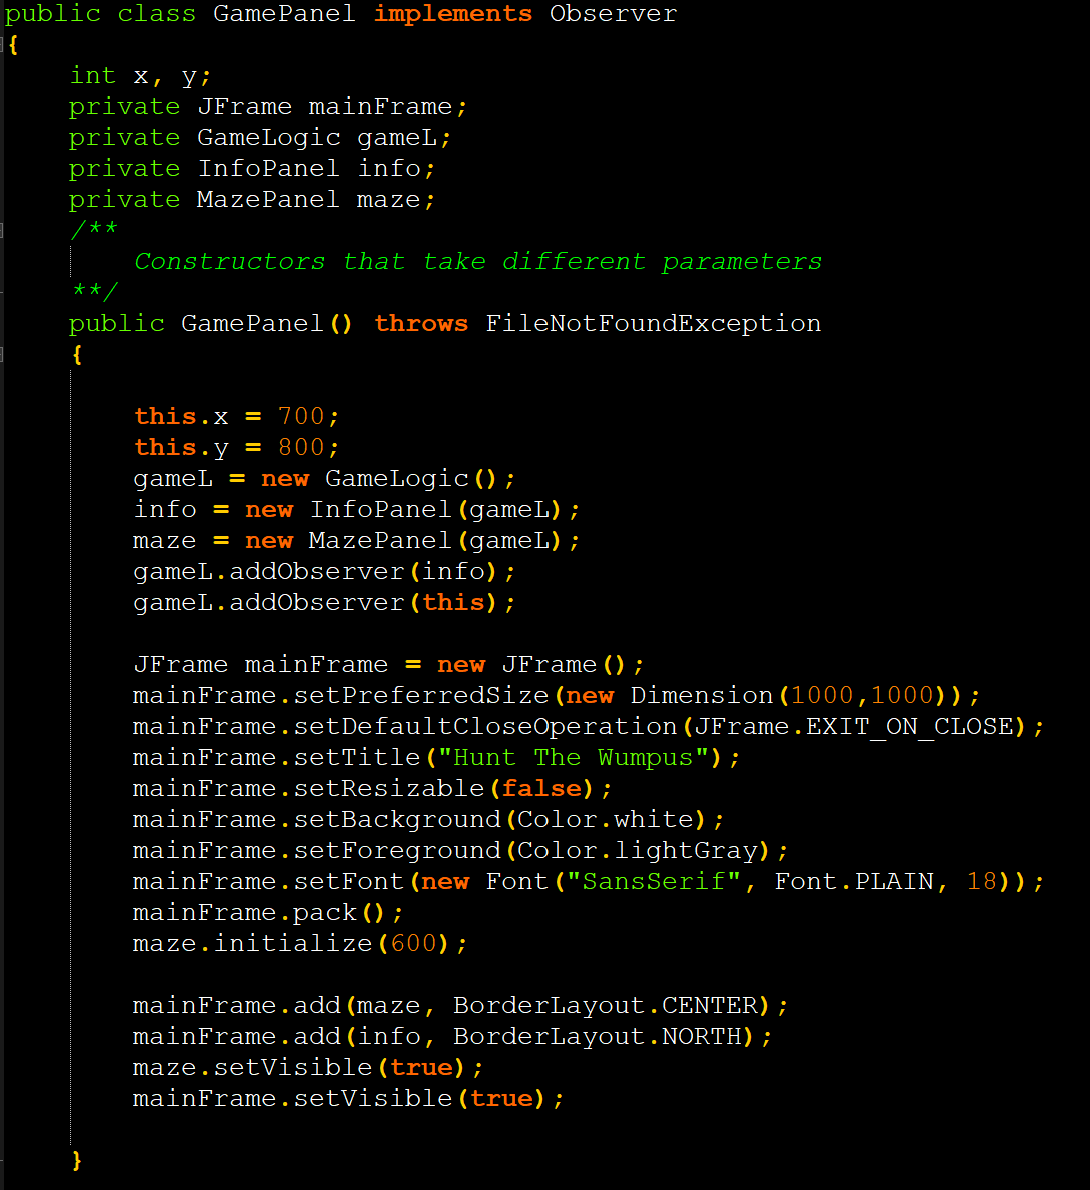 public class GamePanel implements Observer
{
    int x, y;
    private JFrame mainFrame;
    private GameLogic gameL;
    private InfoPanel info;
    private MazePanel maze;
    /**
        Constructors that take different parameters
    **/
    public GamePanel() throws FileNotFoundException
    {
        this.x = 700;
        this.y = 800;
        gameL = new GameLogic();
        info = new InfoPanel(gameL);
        maze = new MazePanel(gameL);
        gameL.addObserver(info);
        gameL.addObserver(this);
        JFrame mainFrame = new JFrame();
        mainFrame.setPreferredSize(new Dimension(1000,1000));
        mainFrame.setDefaultCloseOperation(JFrame.EXIT_ON_CLOSE);
        mainFrame.setTitle("Hunt The Wumpus");
        mainFrame.setResizable(false);
        mainFrame.setBackground(Color.white);
        mainFrame.setForeground(Color.lightGray);
        mainFrame.setFont(new Font("SansSerif", Font.PLAIN, 18));
        mainFrame.pack();
        maze.initialize(600);
        mainFrame.add(maze, BorderLayout.CENTER);
        mainFrame.add(info, BorderLayout.NORTH);
        maze.setVisible(true);
        mainFrame.setVisible(true);
    }